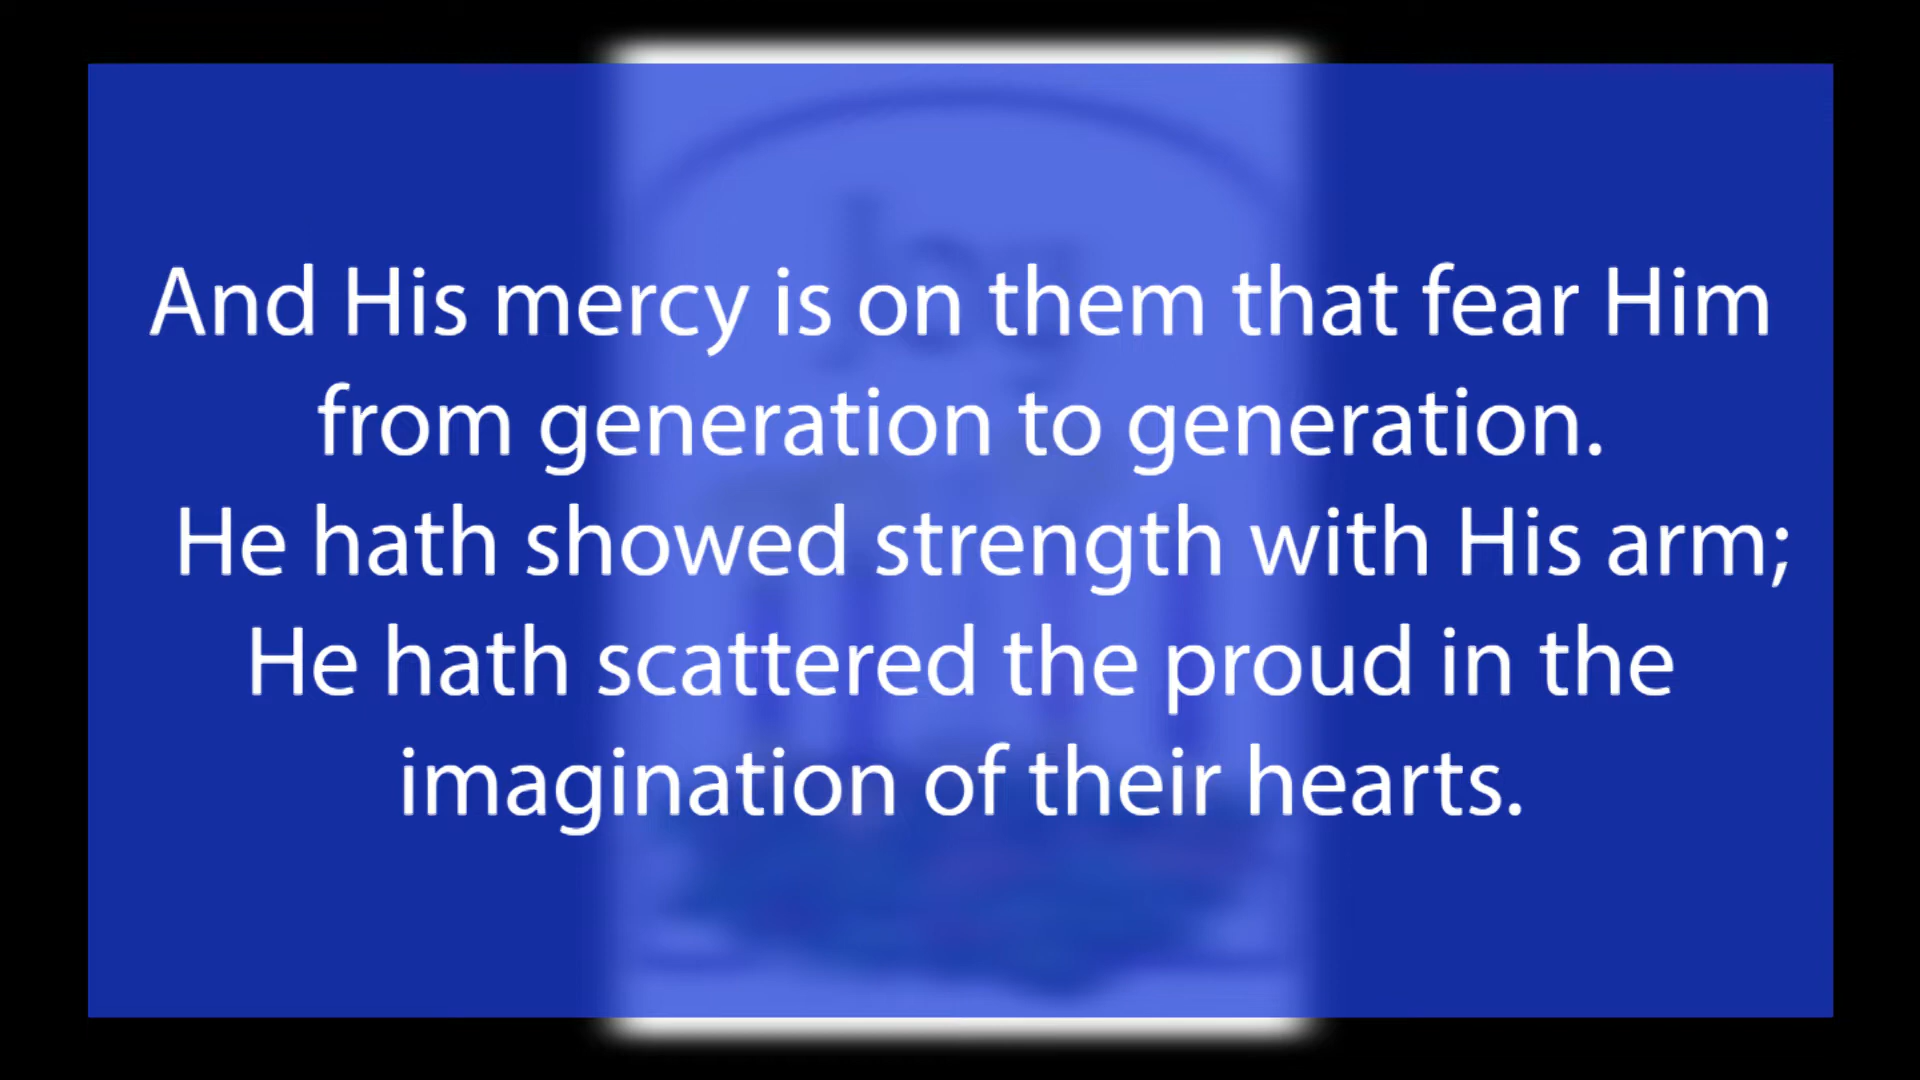 Joy
And His mercy is on them that fear Him
from generation to generation.
He hath showed strength with His arm;
He hath scattered the proud in the
imagination of their hearts.